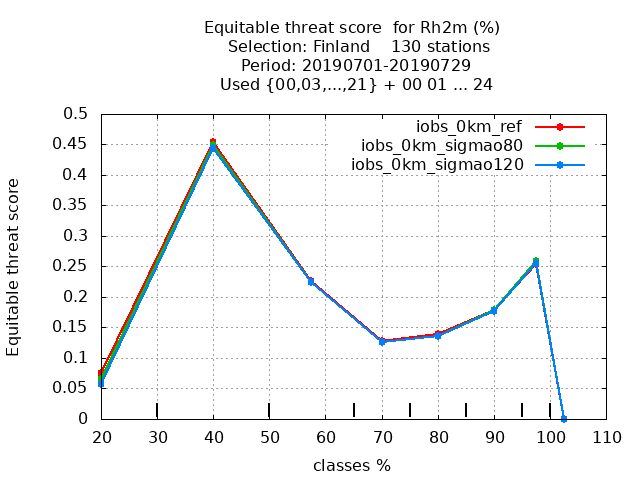 Equitable threat score  for Rh2m (%)
Selection: Finland    130 stations
Period: 20190701-20190729
Used {00,03,...,21} + 00 01 ... 24
iobs_0km_ref
iobs_0km_sigmao80
iobs_0km_sigmao120
Equitable threat score
0.5
0.45
0.4
0.35
0.3
0.25
0.2
0.15
0.1
0.05
0
20 30 40 50 60 70 80 90 100 110
classes %